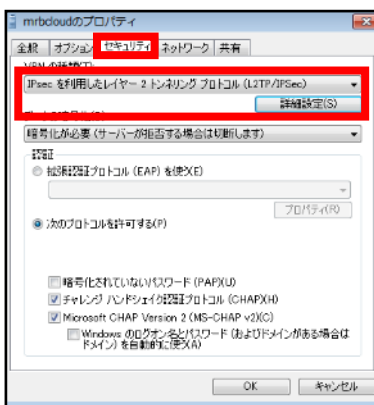 mrbcloudのプロパティ
全般 オプション セキュリティ ネットワーク 共有
IPsec を利用したレイヤー 2 トンネリング プロトコル (L2TP/IPSec)
詳細設定(S)
暗号化が必要 (サーバーが拒否する場合は切断します)
認証
拡張認証プロトコル (EAP) を使う(E)
プロパティ(R)
次のプロトコルを許可する(P)
暗号化されていないパスワード (PAP)(U)
チャレンジ ハンドシェイク認証プロトコル (CHAP)(H)
Microsoft CHAP Version 2 (MS-CHAP v2)(C)
Windows のログオン名とパスワード (およびドメインがある場合は
ドメイン) を自動的に使う(A)
OK キャンセル